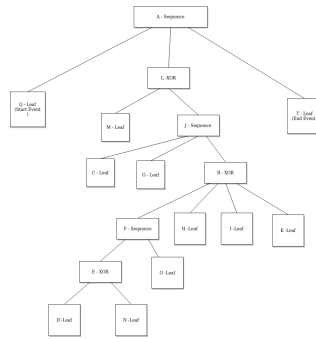 A - Sequence
L -XOR
Q - Leaf
(Start Event
)
T - Leaf
(End Event
M - Leaf
J - Sequence
C - Leaf
G - Leaf
B - XOR
F - Sequence
H -Leaf
I -Leaf
K -Leaf
E - XOR
O -Leaf
D -Leaf
N -Leaf